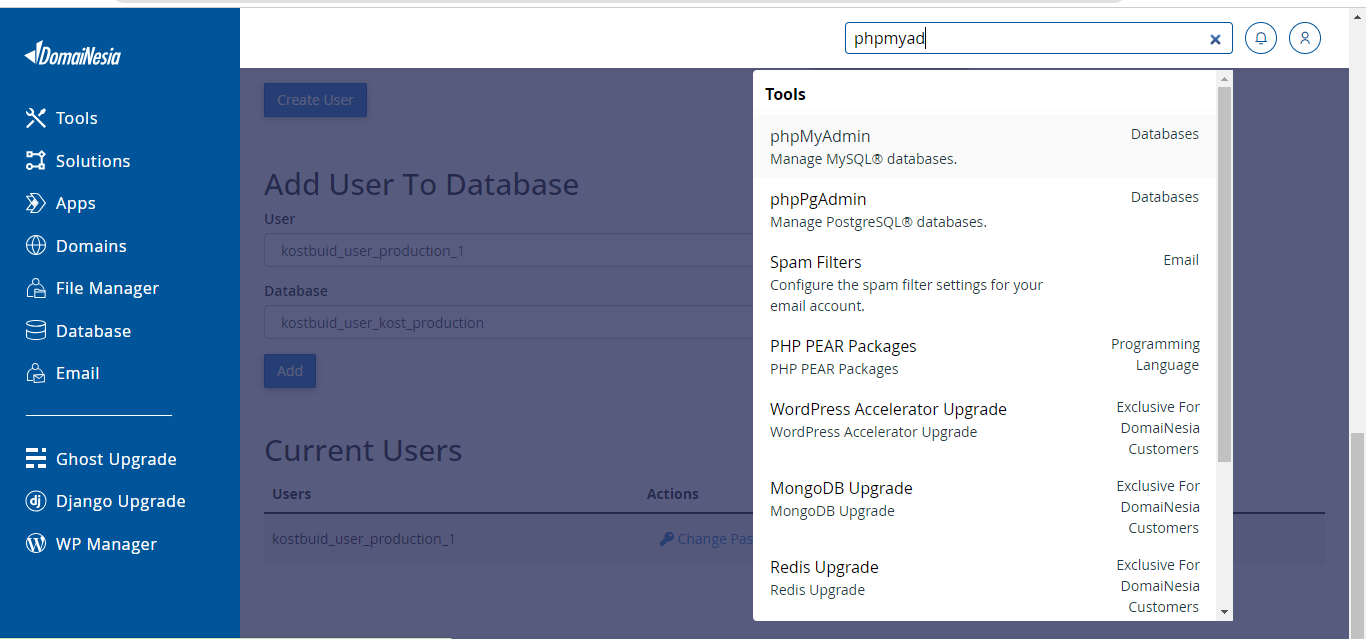 DomaiNesia
Tools
Solutions
Apps
Domains
File Manager
Database
Email
Ghost Upgrade
dj Django Upgrade
WP Manager
phpmyad
Create User
Add User To Database
User
kostbuid_user_production_1
Database
kostbuid_user_kost_production
Add
Current Users
Users Actions
kostbuid_user_production_1 Change Pas
Tools
phpMyAdmin Databases
Manage MySQL® databases.
phpPgAdmin Databases
Manage PostgreSQL® databases.
Spam Filters Email
Configure the spam filter settings for your
email account.
PHP PEAR Packages Programming
PHP PEAR Packages Language
WordPress Accelerator Upgrade Exclusive For
WordPress Accelerator Upgrade DomaiNesia
Customers
MongoDB Upgrade Exclusive For
MongoDB Upgrade DomaiNesia
Customers
Redis Upgrade Exclusive For
Redis Upgrade DomaiNesia
Customers